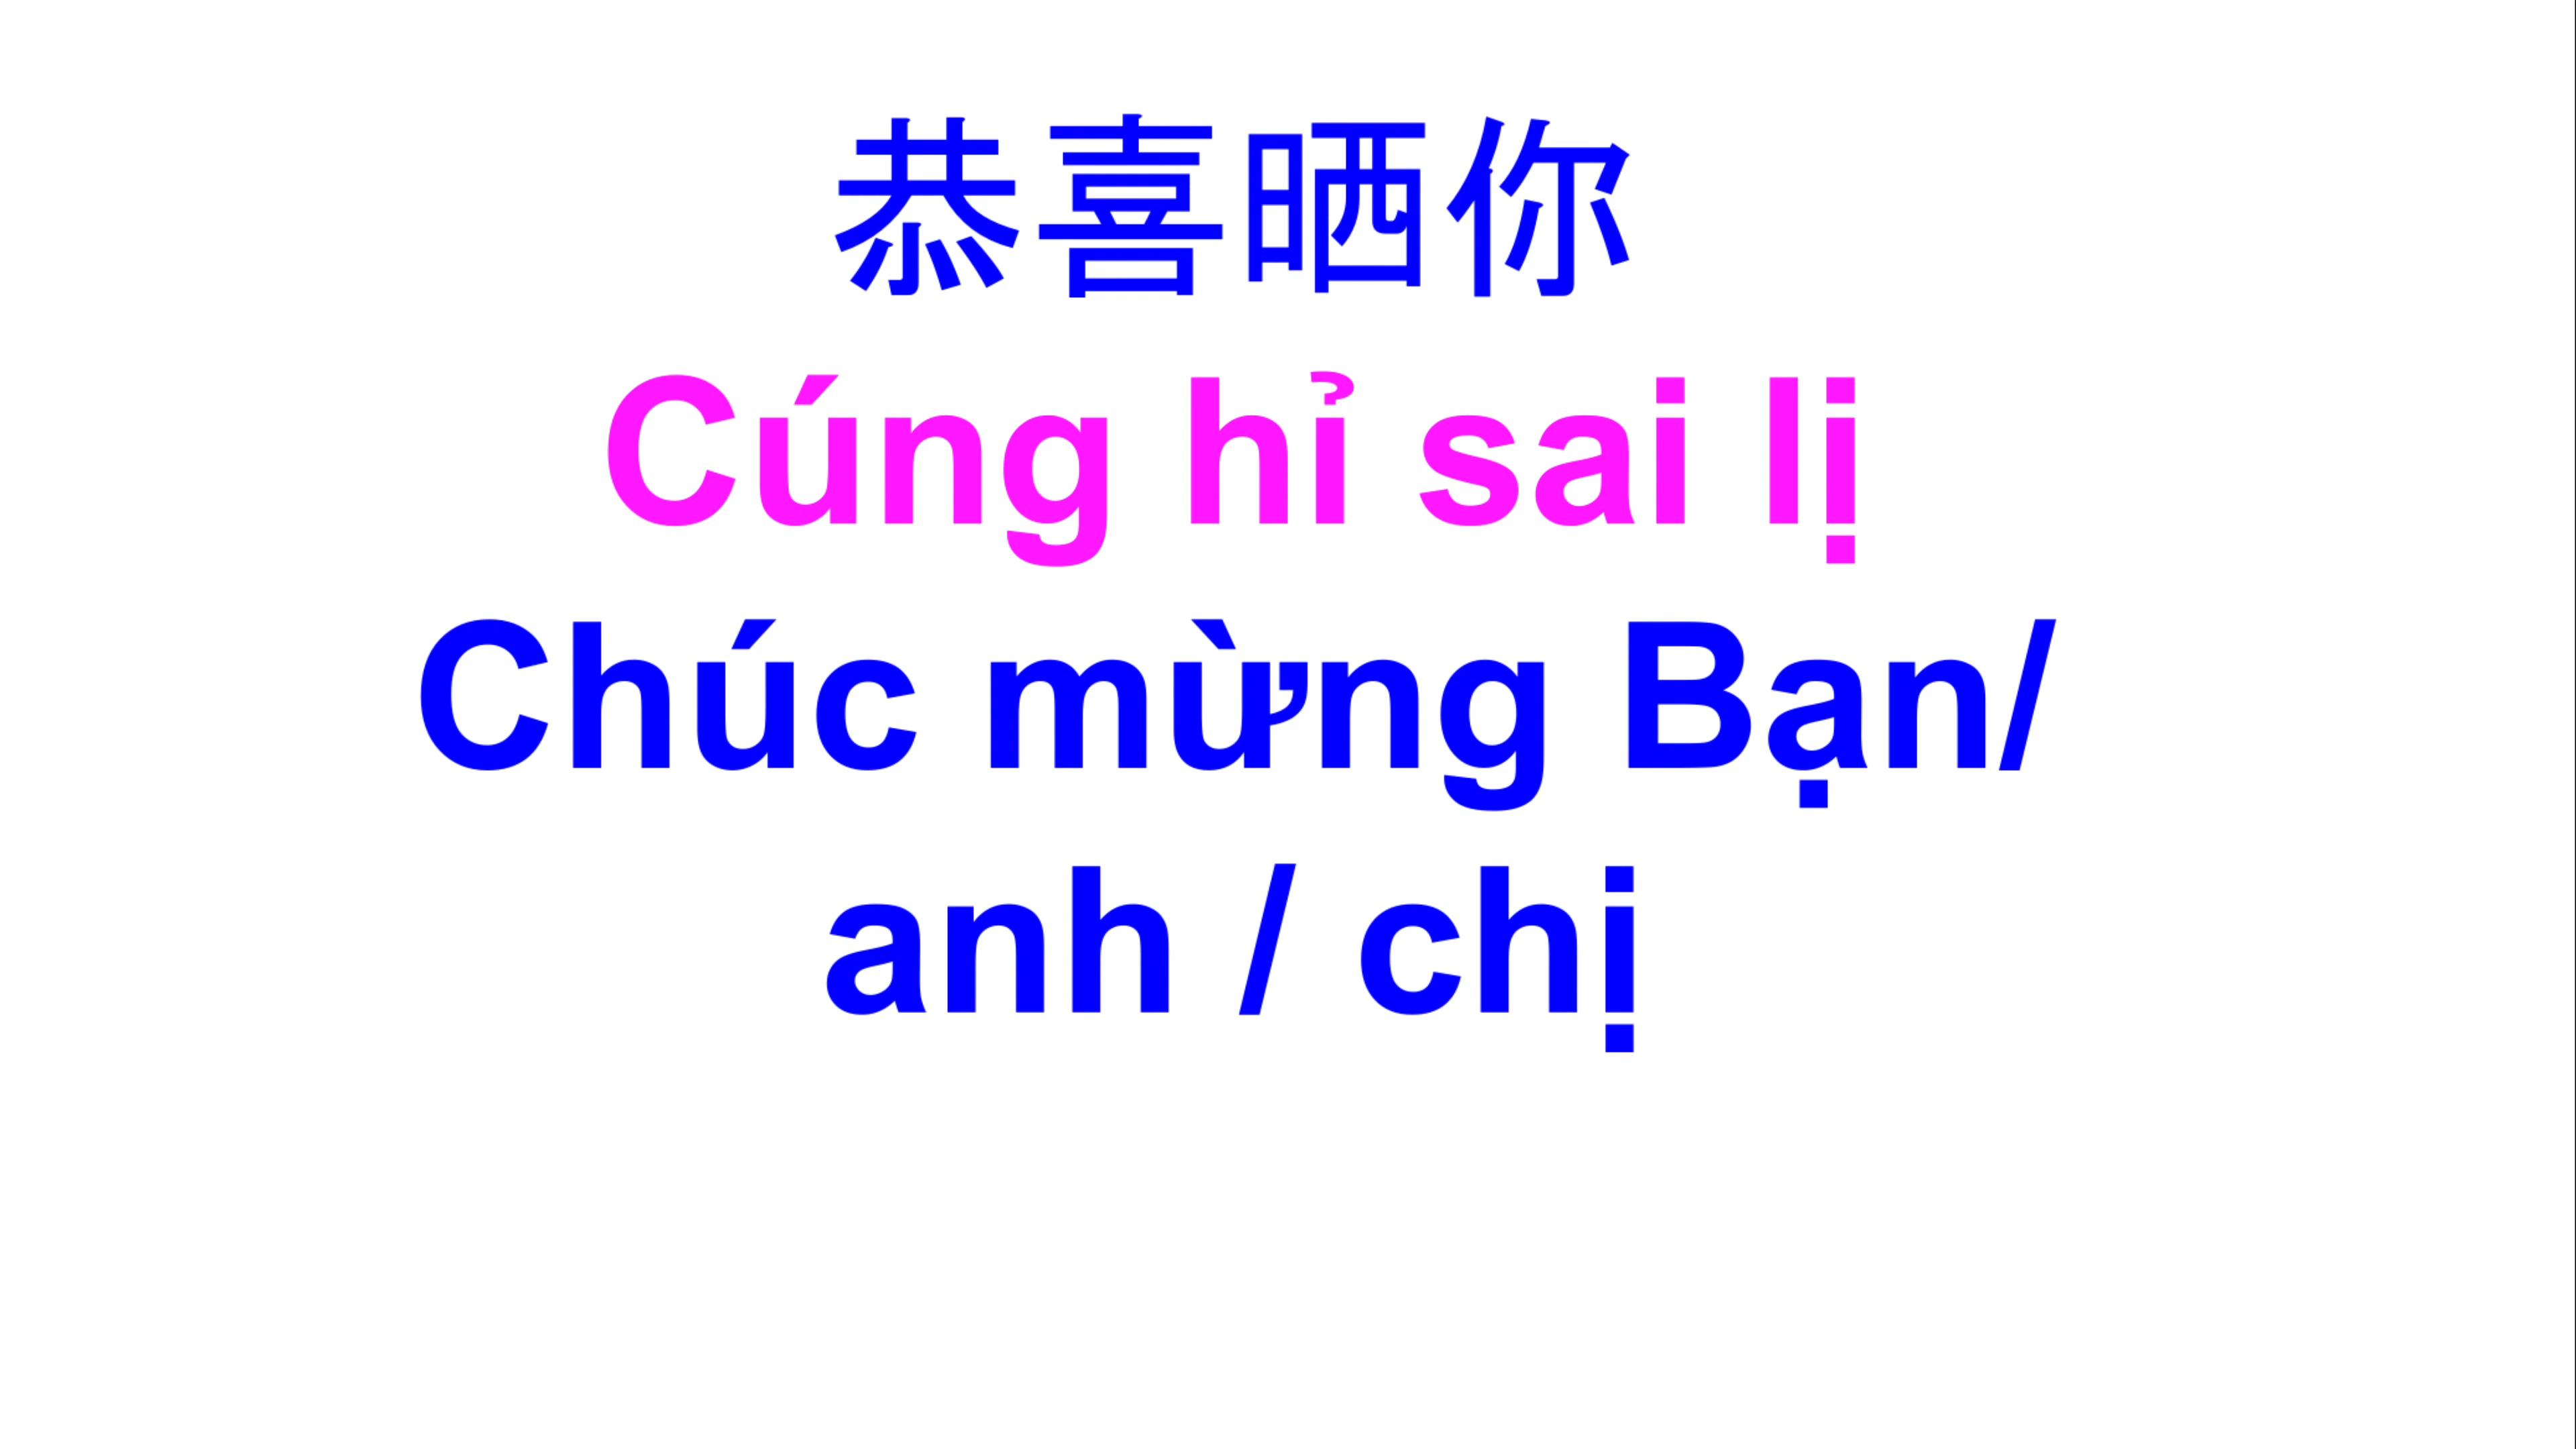 恭喜晒你
Cúng hỉ sai lị
Chúc mừng Bạn/
anh / chị